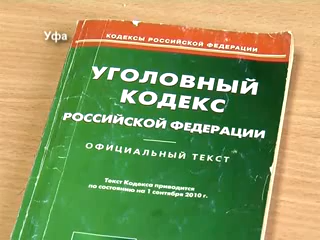 Уфа
КОДЕКСЫ РОССИЙСКОЙ ФЕДЕРАЦИИ
УГОЛОВНЫЙ
КОДЕКС
РОССИЙСКОЙ ФЕДЕРАЦИИ
ОФИЦИАЛЬНЫЙ ТЕКСТ
Текст Кодекса приводится
по состоянию на 1 сентября 2010 г.